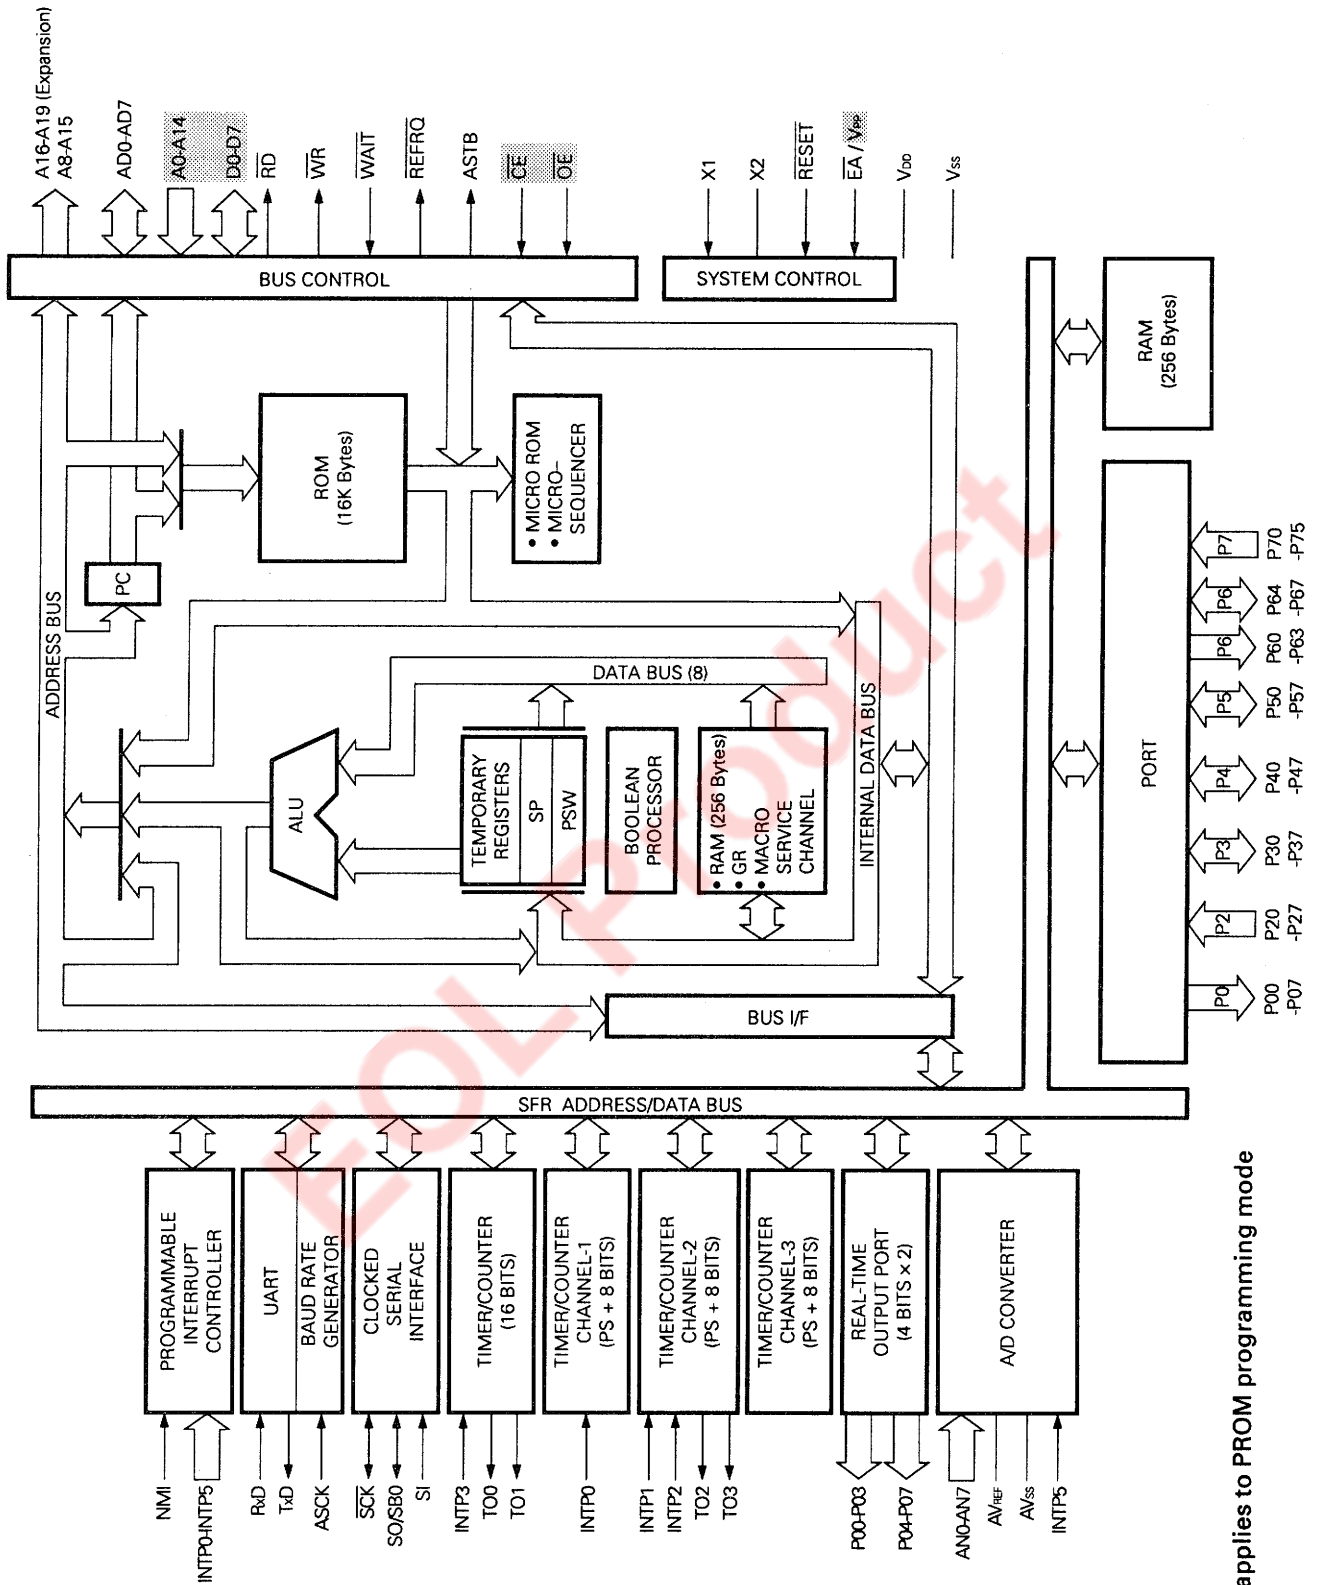 A16-A19 (Expansion)
A8-A15
AD0-AD7
A0-A14
D0-D7
RD
WR
WAIT
REFRQ
ASTB
CE
OE
X1
X2
RESET
EA / VPP
VDD
VSS
BUS CONTROL
SYSTEM CONTROL
ADDRESS BUS
PC
ROM
(16K Bytes)
• MICRO ROM
• MICRO–
SEQUENCER
RAM
(256 Bytes)
ALU
DATA BUS (8)
TEMPORARY
REGISTERS
SP
PSW
BOOLEAN
PROCESSOR
• RAM (256 Bytes)
• GR
• MACRO
SERVICE
CHANNEL
INTERNAL DATA BUS
BUS I/F
PORT
P0
P2
P3
P4
P5
P6
P6
P7
P00
-P07
P20
-P27
P30
-P37
P40
-P47
P50
-P57
P60
-P63
P64
-P67
P70
-P75
SFR ADDRESS/DATA BUS
PROGRAMMABLE
INTERRUPT
CONTROLLER
UART
BAUD RATE
GENERATOR
CLOCKED
SERIAL
INTERFACE
TIMER/COUNTER
(16 BITS)
TIMER/COUNTER
CHANNEL-1
(PS + 8 BITS)
TIMER/COUNTER
CHANNEL-2
(PS + 8 BITS)
TIMER/COUNTER
CHANNEL-3
(PS + 8 BITS)
REAL-TIME
OUTPUT PORT
(4 BITS × 2)
A/D CONVERTER
NMI
INTP0-INTP5
RxD
TxD
ASCK
SCK
SO/SB0
SI
INTP3
TO0
TO1
INTP0
INTP1
INTP2
TO2
TO3
P00-P03
P04-P07
AN0-AN7
AVREF
AVSS
INTP5
applies to PROM programming mode
EOL Product